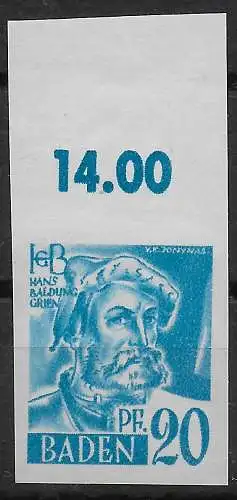 14.00
HGB
HANS
BALDUNG
GRIEN
V.K. JONYNAS
PF. 20
BADEN